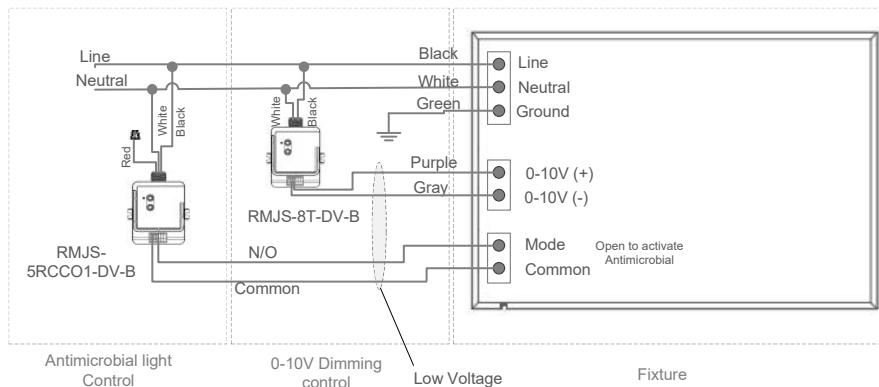 Line
Neutral
Black
White
Green
Line
Neutral
Ground
White
Black
Red
White
Black
Purple
Gray
0-10V (+)
0-10V (-)
RMJS-8T-DV-B
RMJS-
5RCCO1-DV-B
N/O
Common
Mode
Common
Open to activate
Antimicrobial
Antimicrobial light
Control
0-10V Dimming
control
Low Voltage
Fixture